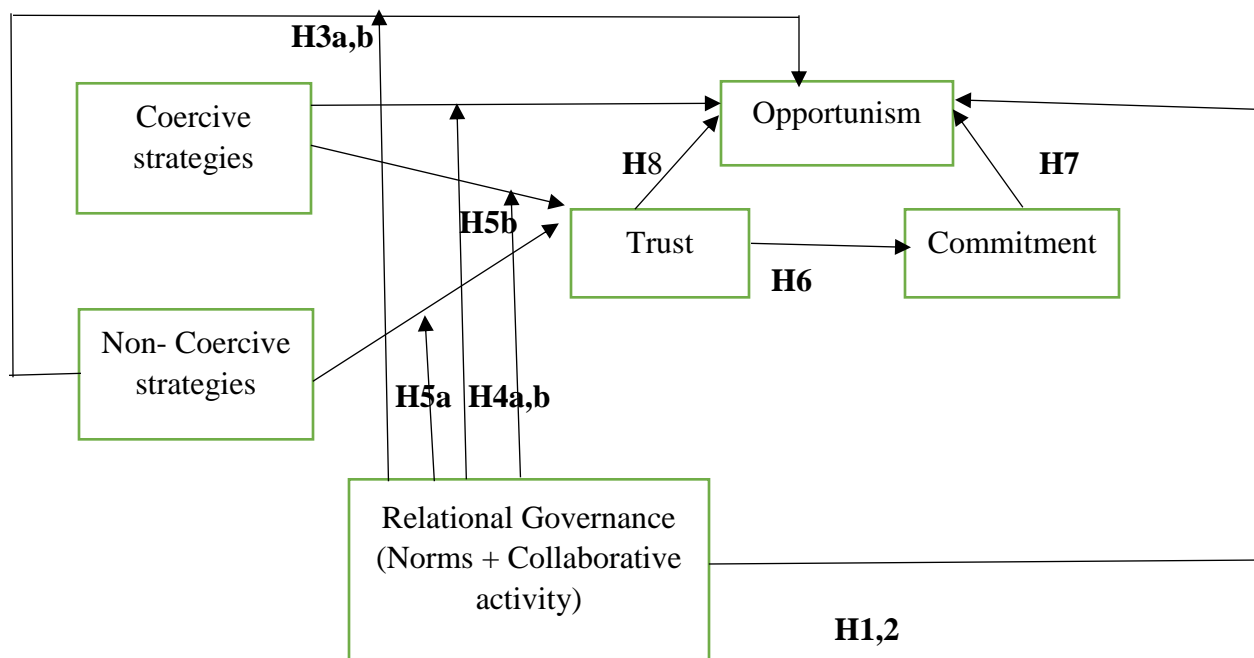 H3a,b
Coercive
strategies
Opportunism
H8
H7
H5b
Trust
Commitment
H6
Non- Coercive
strategies
H5a
H4a,b
Relational Governance
(Norms + Collaborative
activity)
H1,2